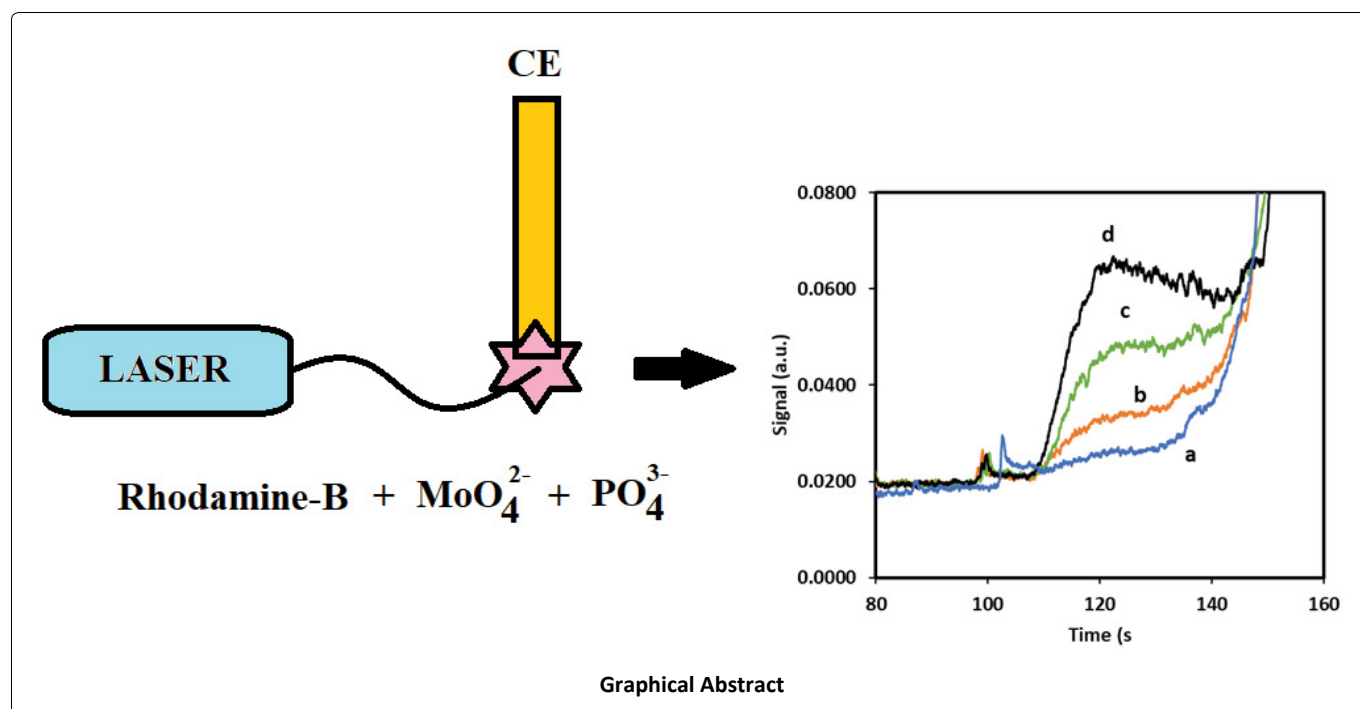 CE
LASER
Rhodamine-B + MoO₄²⁻ + PO₄³⁻
Signal (a.u.)
0.0800
0.0600
0.0400
0.0200
0.0000
d
c
b
a
80 100 120 140 160
Time (s
Graphical Abstract